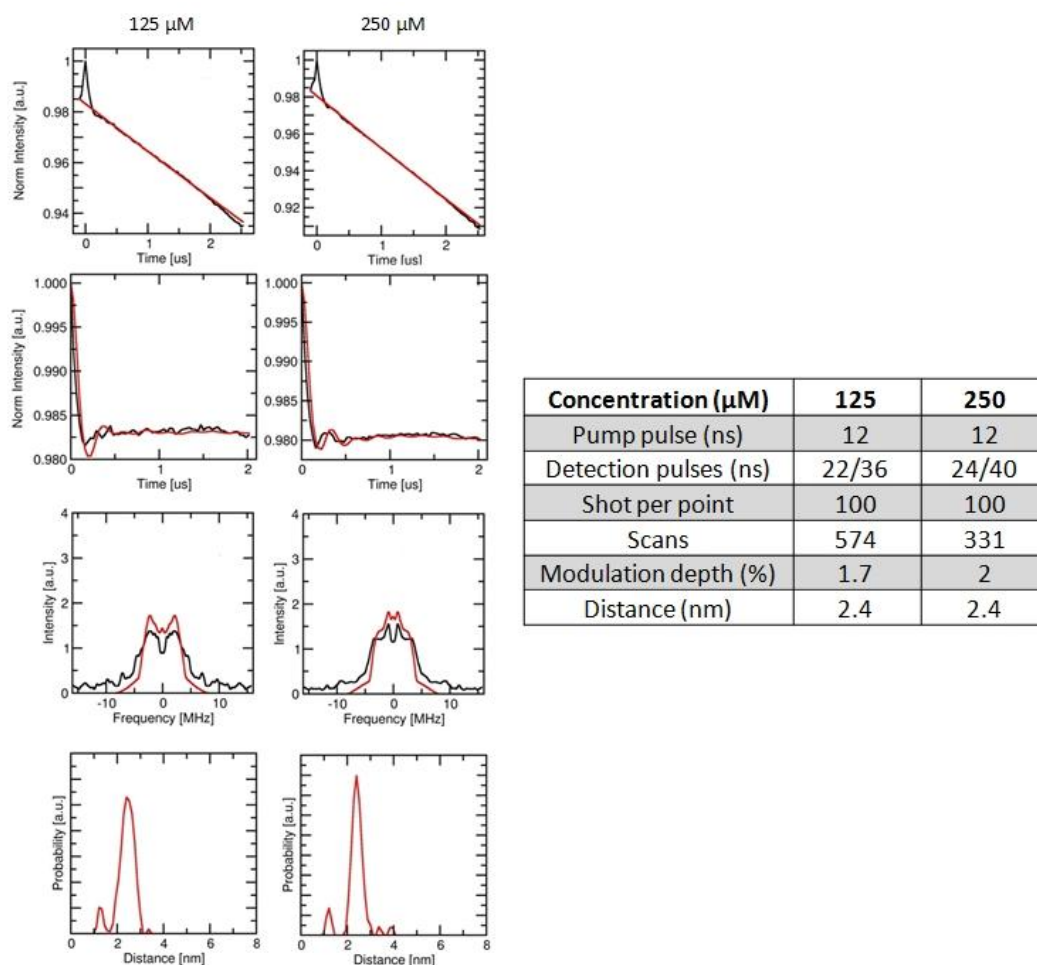 125 µM
250 µM
Norm Intensity [a.u.]
1
0.98
0.96
0.94
0 1 2
Time [us]
1
0.98
0.96
0.94
0.92
0 1 2
Time [us]
Norm Intensity [a.u.]
1.000
0.995
0.990
0.985
0.980
0 1 2
Time [us]
1.000
0.995
0.990
0.985
0.980
0 1 2
Time [us]
Intensity [a.u.]
4
3
2
1
0
-10 0 10
Frequency [MHz]
Intensity [a.u.]
4
3
2
1
0
-10 0 10
Frequency [MHz]
Probability [a.u.]
0 2 4 6 8
Distance [nm]
Probability [a.u.]
0 2 4 6 8
Distance [nm]
Concentration (µM) 125 250
Pump pulse (ns) 12 12
Detection pulses (ns) 22/36 24/40
Shot per point 100 100
Scans 574 331
Modulation depth (%) 1.7 2
Distance (nm) 2.4 2.4